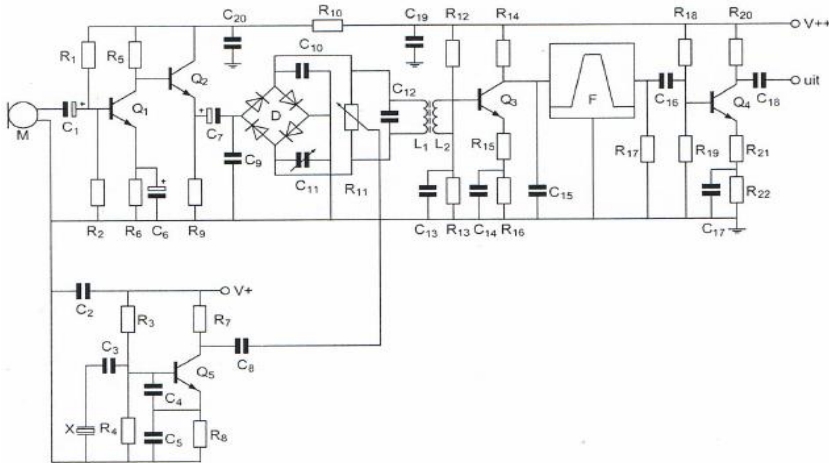 C20 R10 C19 R12 R14 R18 R20 V++
R1 R5 Q2 C10
+ Q1 + C12 Q3 F C16 Q4 C18 uit
M C1 C7 D L1 L2
C9 C11 R11 R15 C15 R17 R19 R21
R2 R6 C6 + R9 C13 R13 C14 R16 C17 R22
C2 V+
R3 R7
C3 C8
Q5
X R4 C4
C5 R8